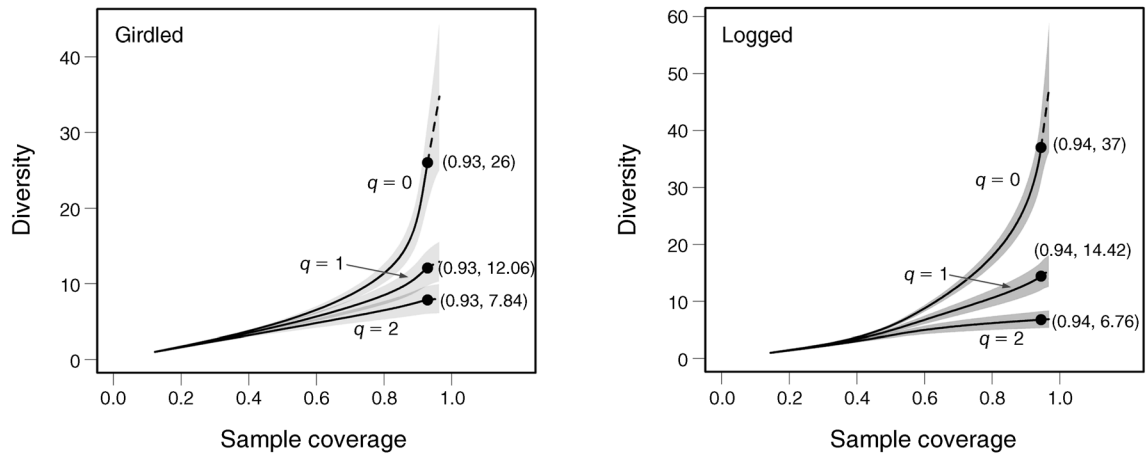 Girdled
Diversity
40
30
20
10
0
(0.93, 26)
q = 0
q = 1
(0.93, 12.06)
(0.93, 7.84)
q = 2
0.0 0.2 0.4 0.6 0.8 1.0
Sample coverage
Logged
Diversity
60
50
40
30
20
10
0
(0.94, 37)
q = 0
(0.94, 14.42)
q = 1
(0.94, 6.76)
q = 2
0.0 0.2 0.4 0.6 0.8 1.0
Sample coverage